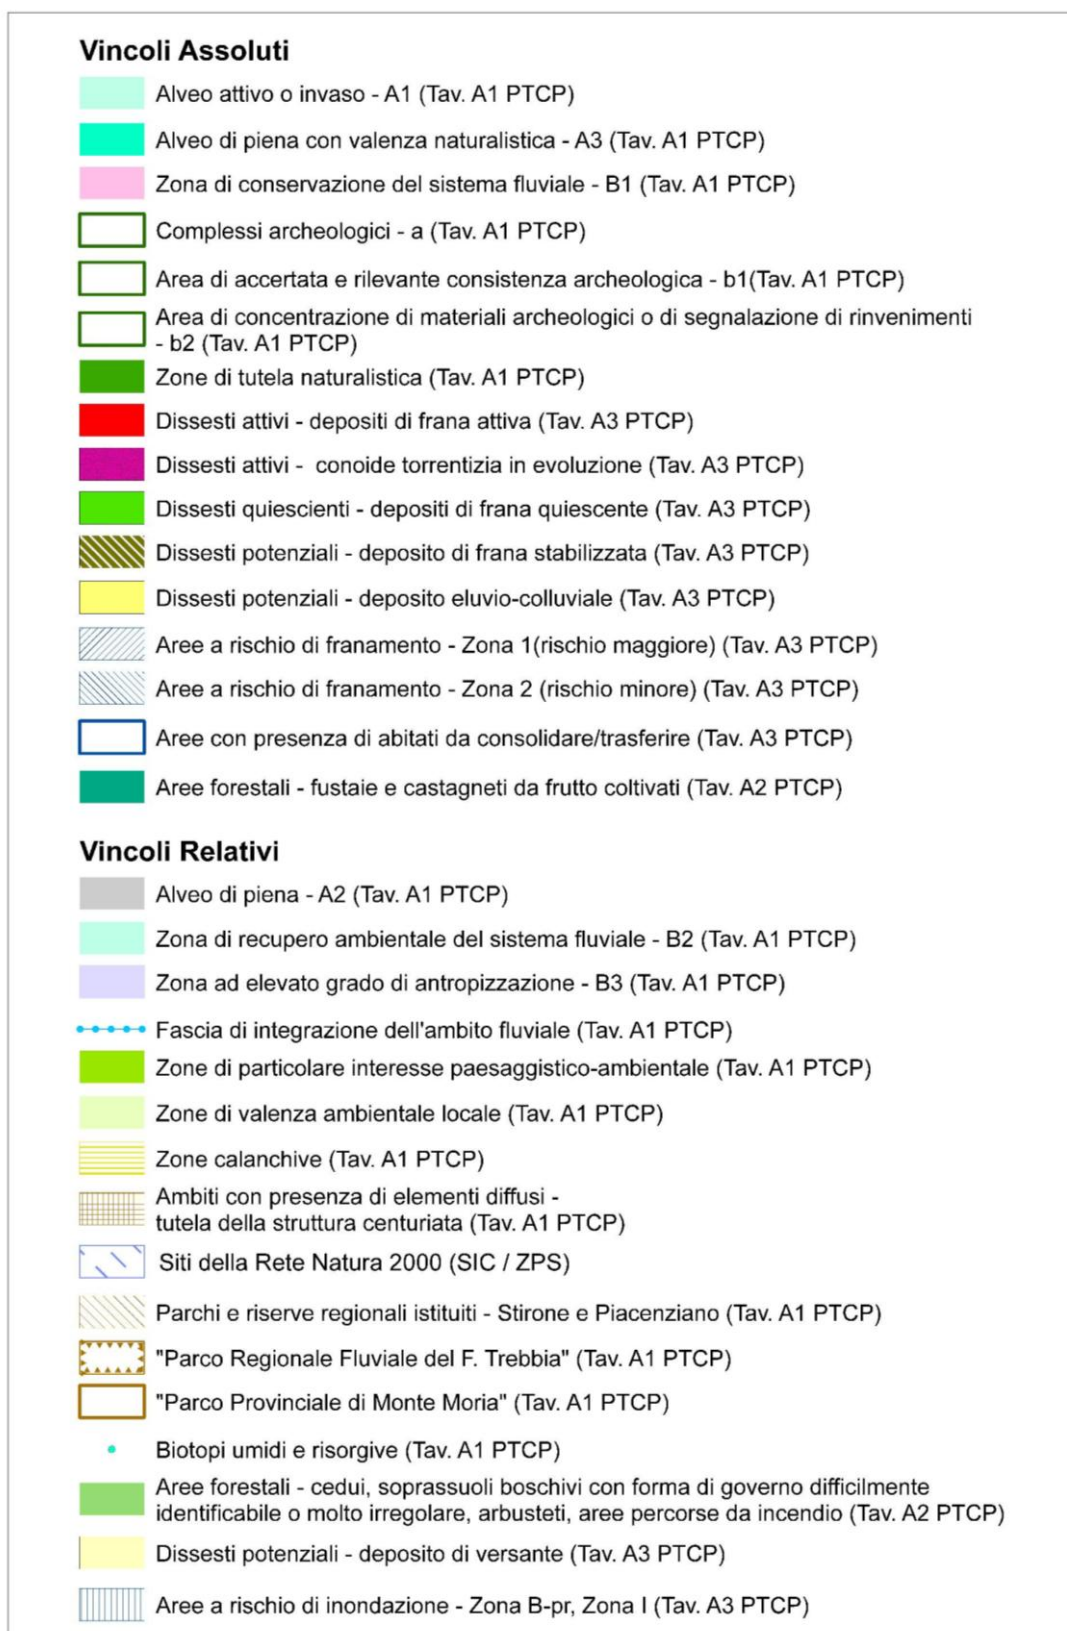 Vincoli Assoluti
Alveo attivo o invaso - A1 (Tav. A1 PTCP)
Alveo di piena con valenza naturalistica - A3 (Tav. A1 PTCP)
Zona di conservazione del sistema fluviale - B1 (Tav. A1 PTCP)
Complessi archeologici - a (Tav. A1 PTCP)
Area di accertata e rilevante consistenza archeologica - b1(Tav. A1 PTCP)
Area di concentrazione di materiali archeologici o di segnalazione di rinvenimenti
- b2 (Tav. A1 PTCP)
Zone di tutela naturalistica (Tav. A1 PTCP)
Dissesti attivi - depositi di frana attiva (Tav. A3 PTCP)
Dissesti attivi - conoide torrentizia in evoluzione (Tav. A3 PTCP)
Dissesti quiescienti - depositi di frana quiescente (Tav. A3 PTCP)
Dissesti potenziali - deposito di frana stabilizzata (Tav. A3 PTCP)
Dissesti potenziali - deposito eluvio-colluviale (Tav. A3 PTCP)
Aree a rischio di franamento - Zona 1(rischio maggiore) (Tav. A3 PTCP)
Aree a rischio di franamento - Zona 2 (rischio minore) (Tav. A3 PTCP)
Aree con presenza di abitati da consolidare/trasferire (Tav. A3 PTCP)
Aree forestali - fustaie e castagneti da frutto coltivati (Tav. A2 PTCP)
Vincoli Relativi
Alveo di piena - A2 (Tav. A1 PTCP)
Zona di recupero ambientale del sistema fluviale - B2 (Tav. A1 PTCP)
Zona ad elevato grado di antropizzazione - B3 (Tav. A1 PTCP)
Fascia di integrazione dell'ambito fluviale (Tav. A1 PTCP)
Zone di particolare interesse paesaggistico-ambientale (Tav. A1 PTCP)
Zone di valenza ambientale locale (Tav. A1 PTCP)
Zone calanchive (Tav. A1 PTCP)
Ambiti con presenza di elementi diffusi -
tutela della struttura centuriata (Tav. A1 PTCP)
Siti della Rete Natura 2000 (SIC / ZPS)
Parchi e riserve regionali istituiti - Stirone e Piacenziano (Tav. A1 PTCP)
"Parco Regionale Fluviale del F. Trebbia" (Tav. A1 PTCP)
"Parco Provinciale di Monte Moria" (Tav. A1 PTCP)
Biotopi umidi e risorgive (Tav. A1 PTCP)
Aree forestali - cedui, soprassuoli boschivi con forma di governo difficilmente
identificabile o molto irregolare, arbusteti, aree percorse da incendio (Tav. A2 PTCP)
Dissesti potenziali - deposito di versante (Tav. A3 PTCP)
Aree a rischio di inondazione - Zona B-pr, Zona I (Tav. A3 PTCP)